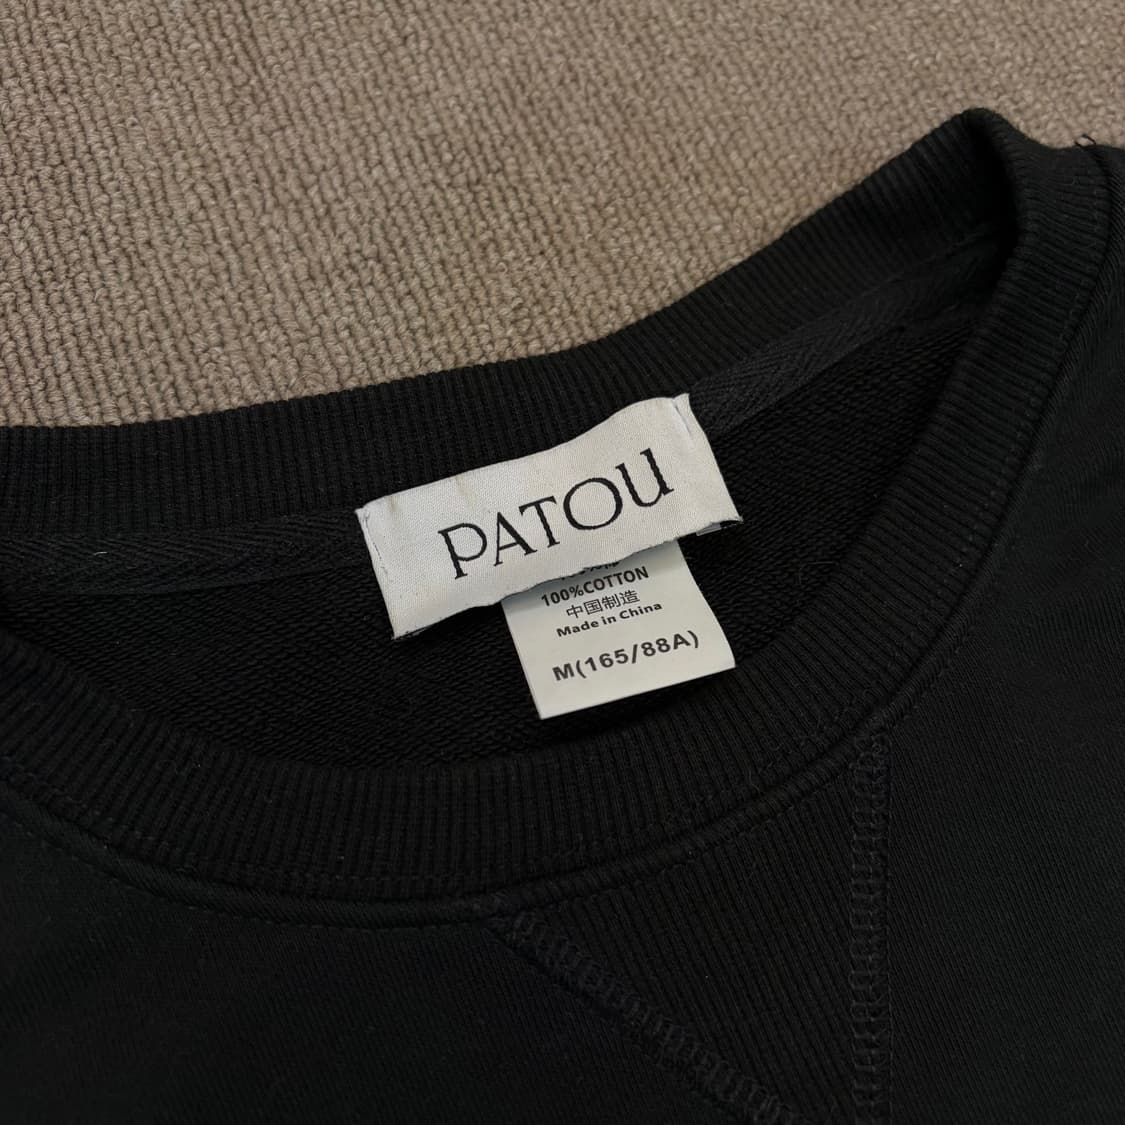 PATOU
100%COTTON
中国制造
Made in China
M(165/88A)